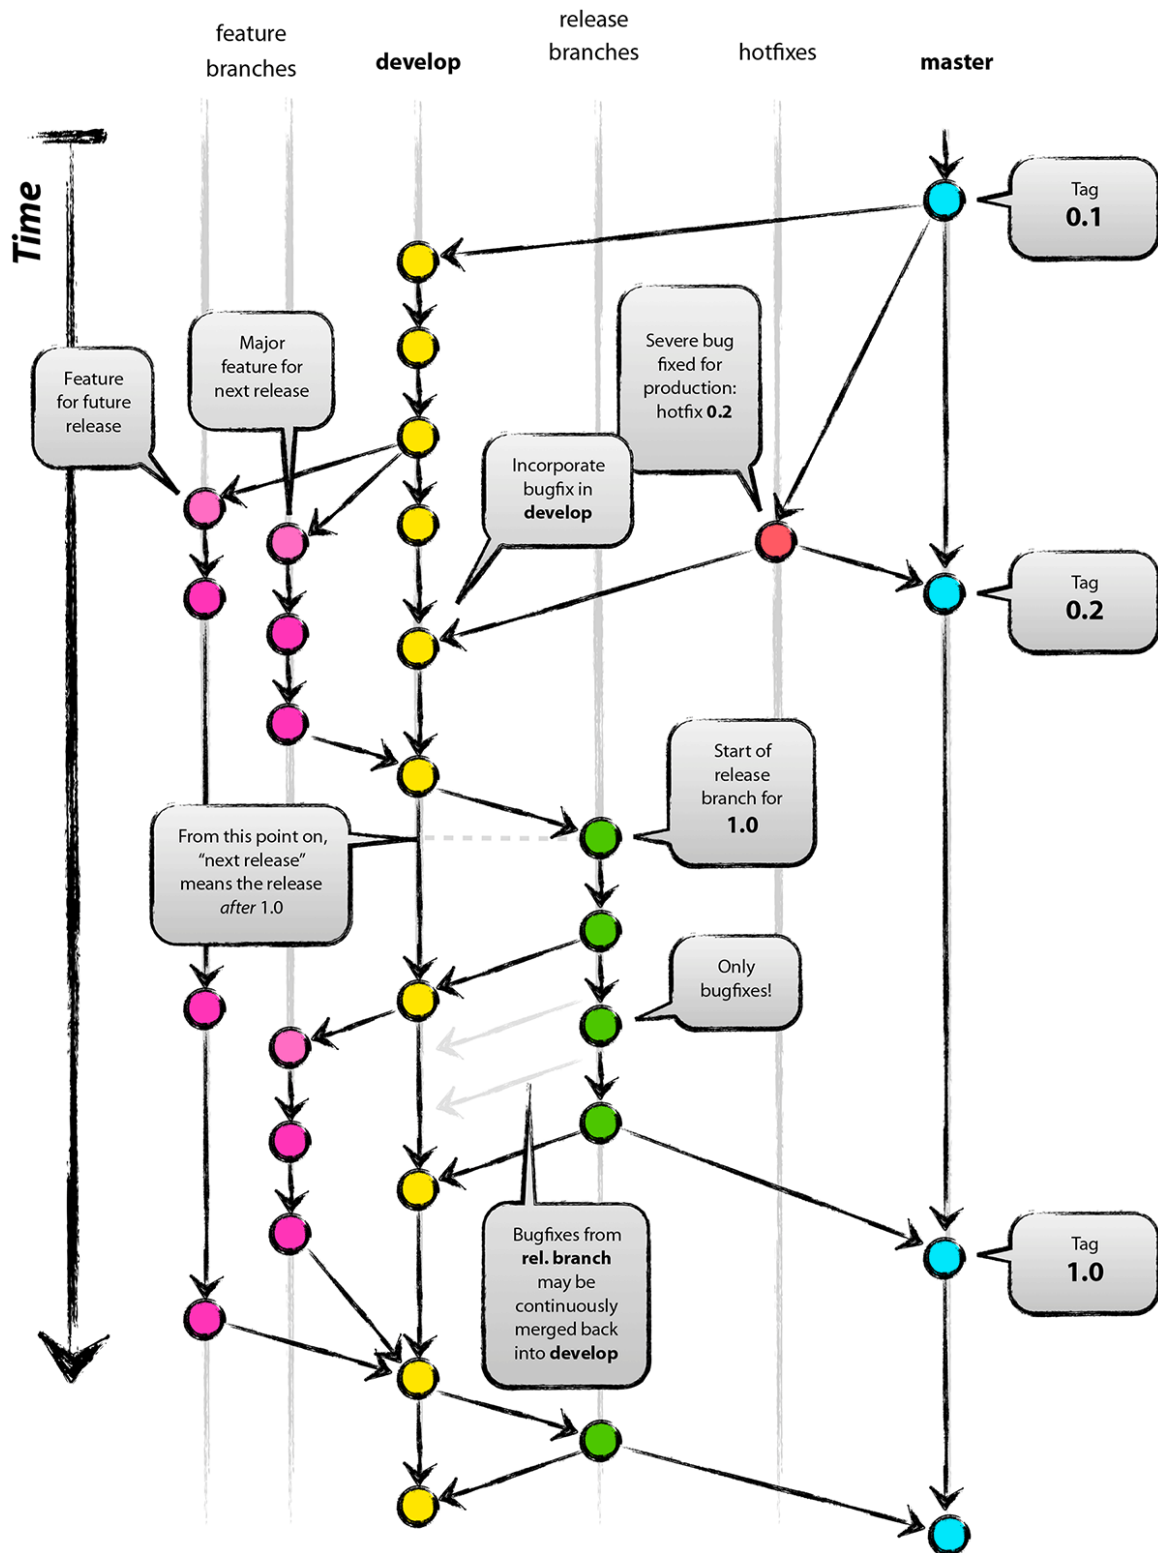 feature
branches
develop
release
branches
hotfixes
master
Time
Tag
0.1
Major
feature for
next release
Feature
for future
release
Severe bug
fixed for
production:
hotfix 0.2
Incorporate
bugfix in
develop
Tag
0.2
Start of
release
branch for
1.0
From this point on,
“next release”
means the release
after 1.0
Only
bugfixes!
Bugfixes from
rel. branch
may be
continuously
merged back
into develop
Tag
1.0